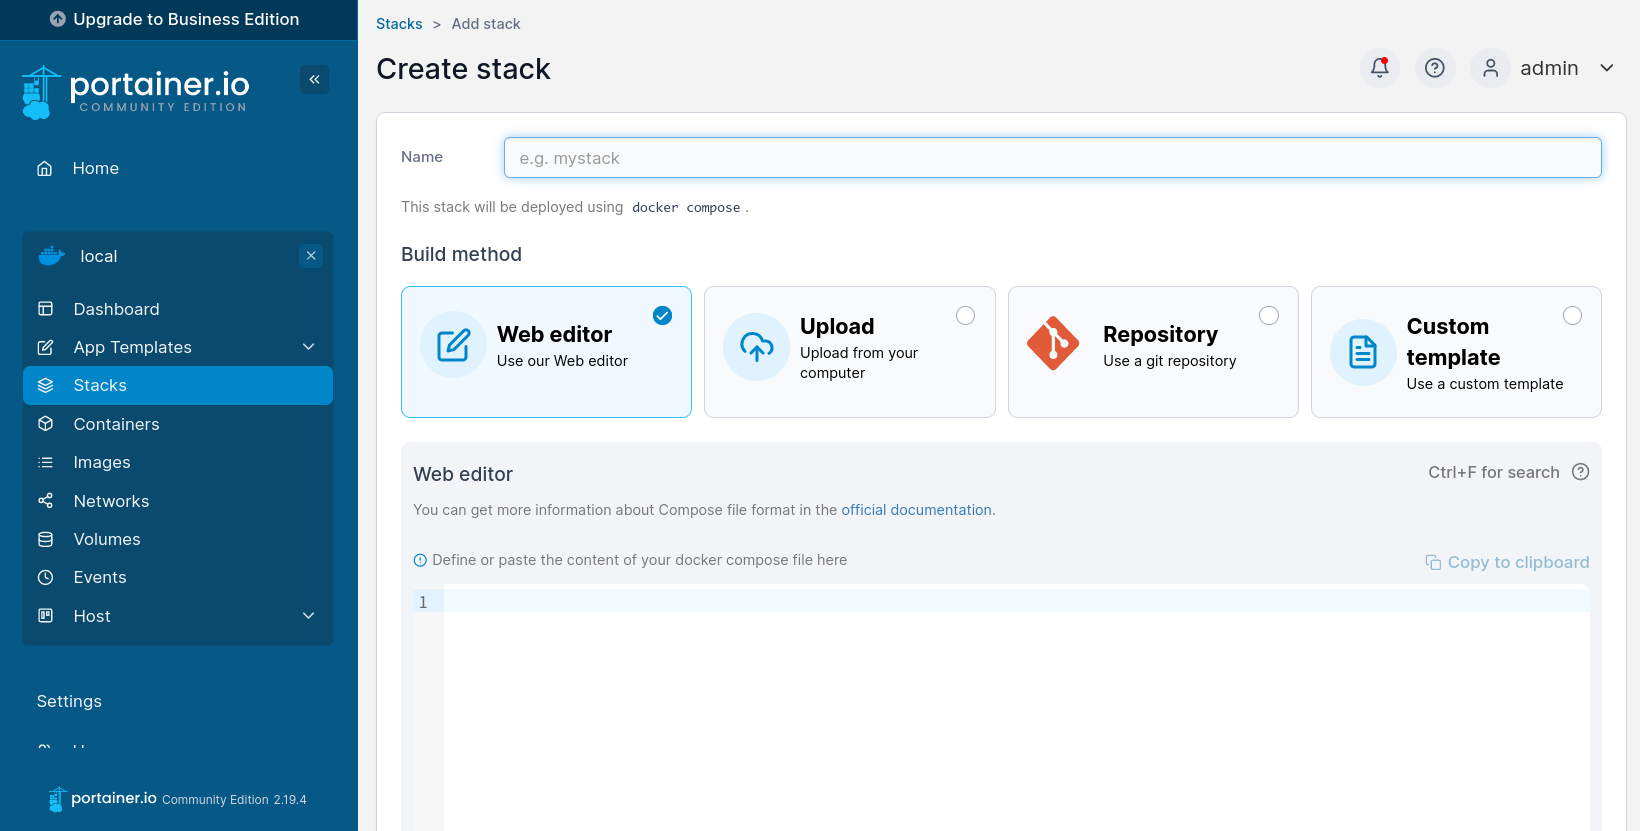 Upgrade to Business Edition
portainer.io
COMMUNITY EDITION
Home
local
Dashboard
App Templates
Stacks
Containers
Images
Networks
Volumes
Events
Host
Settings
portainer.io Community Edition 2.19.4
Stacks > Add stack
Create stack
admin
Name
e.g. mystack
This stack will be deployed using docker compose .
Build method
Web editor
Use our Web editor
Upload
Upload from your
computer
Repository
Use a git repository
Custom
template
Use a custom template
Web editor
Ctrl+F for search
You can get more information about Compose file format in the official documentation.
Define or paste the content of your docker compose file here
Copy to clipboard
1